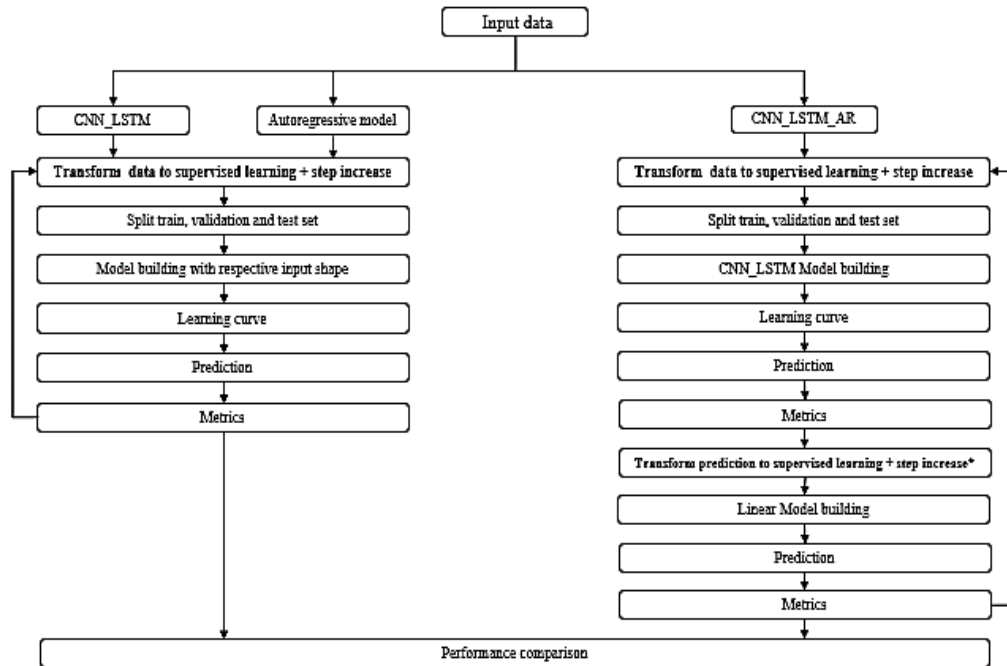 Input data
CNN_LSTM
Autoregressive model
Transform data to supervised learning + step increase
Split train, validation and test set
Model building with respective input shape
Learning curve
Prediction
Metrics
CNN_LSTM_AR
Transform data to supervised learning + step increase
Split train, validation and test set
CNN_LSTM Model building
Learning curve
Prediction
Metrics
Transform prediction to supervised learning + step increase*
Linear Model building
Prediction
Metrics
Performance comparison